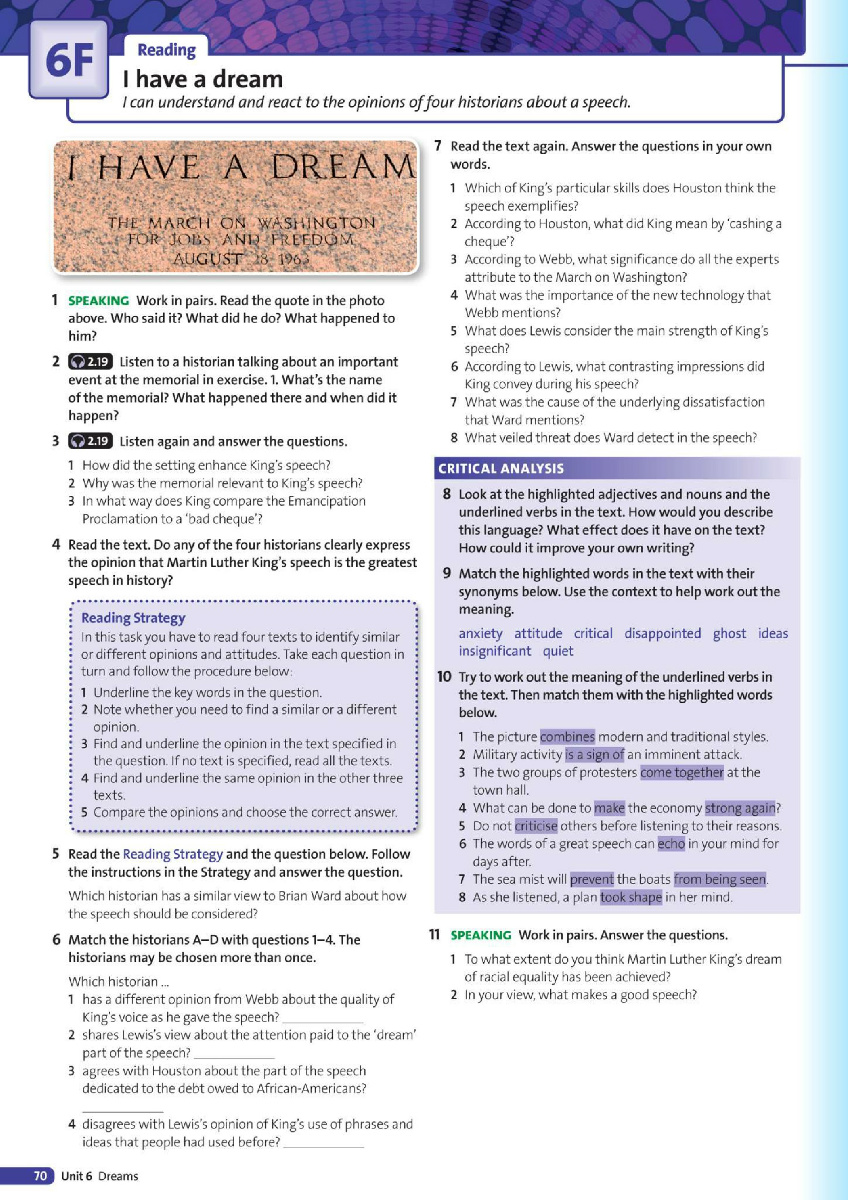 6F
Reading
I have a dream
I can understand and react to the opinions of four historians about a speech.
I HAVE A DREAM
THE MARCH ON WASHINGTON
FOR JOBS AND FREEDOM
AUGUST 28 1963
1 SPEAKING Work in pairs. Read the quote in the photo
above. Who said it? What did he do? What happened to
him?
2 2.19 Listen to a historian talking about an important
event at the memorial in exercise. 1. What's the name
of the memorial? What happened there and when did it
happen?
3 2.19 Listen again and answer the questions.
1 How did the setting enhance King's speech?
2 Why was the memorial relevant to King's speech?
3 In what way does King compare the Emancipation
Proclamation to a 'bad cheque'?
4 Read the text. Do any of the four historians clearly express
the opinion that Martin Luther King's speech is the greatest
speech in history?
Reading Strategy
In this task you have to read four texts to identify similar
or different opinions and attitudes. Take each question in
turn and follow the procedure below:
1 Underline the key words in the question.
2 Note whether you need to find a similar or a different
opinion.
3 Find and underline the opinion in the text specified in
the question. If no text is specified, read all the texts.
4 Find and underline the same opinion in the other three
texts.
5 Compare the opinions and choose the correct answer.
5 Read the Reading Strategy and the question below. Follow
the instructions in the Strategy and answer the question.
Which historian has a similar view to Brian Ward about how
the speech should be considered?
6 Match the historians A–D with questions 1–4. The
historians may be chosen more than once.
Which historian ...
1 has a different opinion from Webb about the quality of
King's voice as he gave the speech? ____________
2 shares Lewis's view about the attention paid to the 'dream'
part of the speech? ____________
3 agrees with Houston about the part of the speech
dedicated to the debt owed to African-Americans?
____________
4 disagrees with Lewis's opinion of King's use of phrases and
ideas that people had used before? ____________
7 Read the text again. Answer the questions in your own
words.
1 Which of King's particular skills does Houston think the
speech exemplifies?
2 According to Houston, what did King mean by 'cashing a
cheque'?
3 According to Webb, what significance do all the experts
attribute to the March on Washington?
4 What was the importance of the new technology that
Webb mentions?
5 What does Lewis consider the main strength of King's
speech?
6 According to Lewis, what contrasting impressions did
King convey during his speech?
7 What was the cause of the underlying dissatisfaction
that Ward mentions?
8 What veiled threat does Ward detect in the speech?
CRITICAL ANALYSIS
8 Look at the highlighted adjectives and nouns and the
underlined verbs in the text. How would you describe
this language? What effect does it have on the text?
How could it improve your own writing?
9 Match the highlighted words in the text with their
synonyms below. Use the context to help work out the
meaning.
anxiety attitude critical disappointed ghost ideas
insignificant quiet
10 Try to work out the meaning of the underlined verbs in
the text. Then match them with the highlighted words
below.
1 The picture combines modern and traditional styles.
2 Military activity is a sign of an imminent attack.
3 The two groups of protesters come together at the
town hall.
4 What can be done to make the economy strong again?
5 Do not criticise others before listening to their reasons.
6 The words of a great speech can echo in your mind for
days after.
7 The sea mist will prevent the boats from being seen.
8 As she listened, a plan took shape in her mind.
11 SPEAKING Work in pairs. Answer the questions.
1 To what extent do you think Martin Luther King's dream
of racial equality has been achieved?
2 In your view, what makes a good speech?
70 Unit 6 Dreams